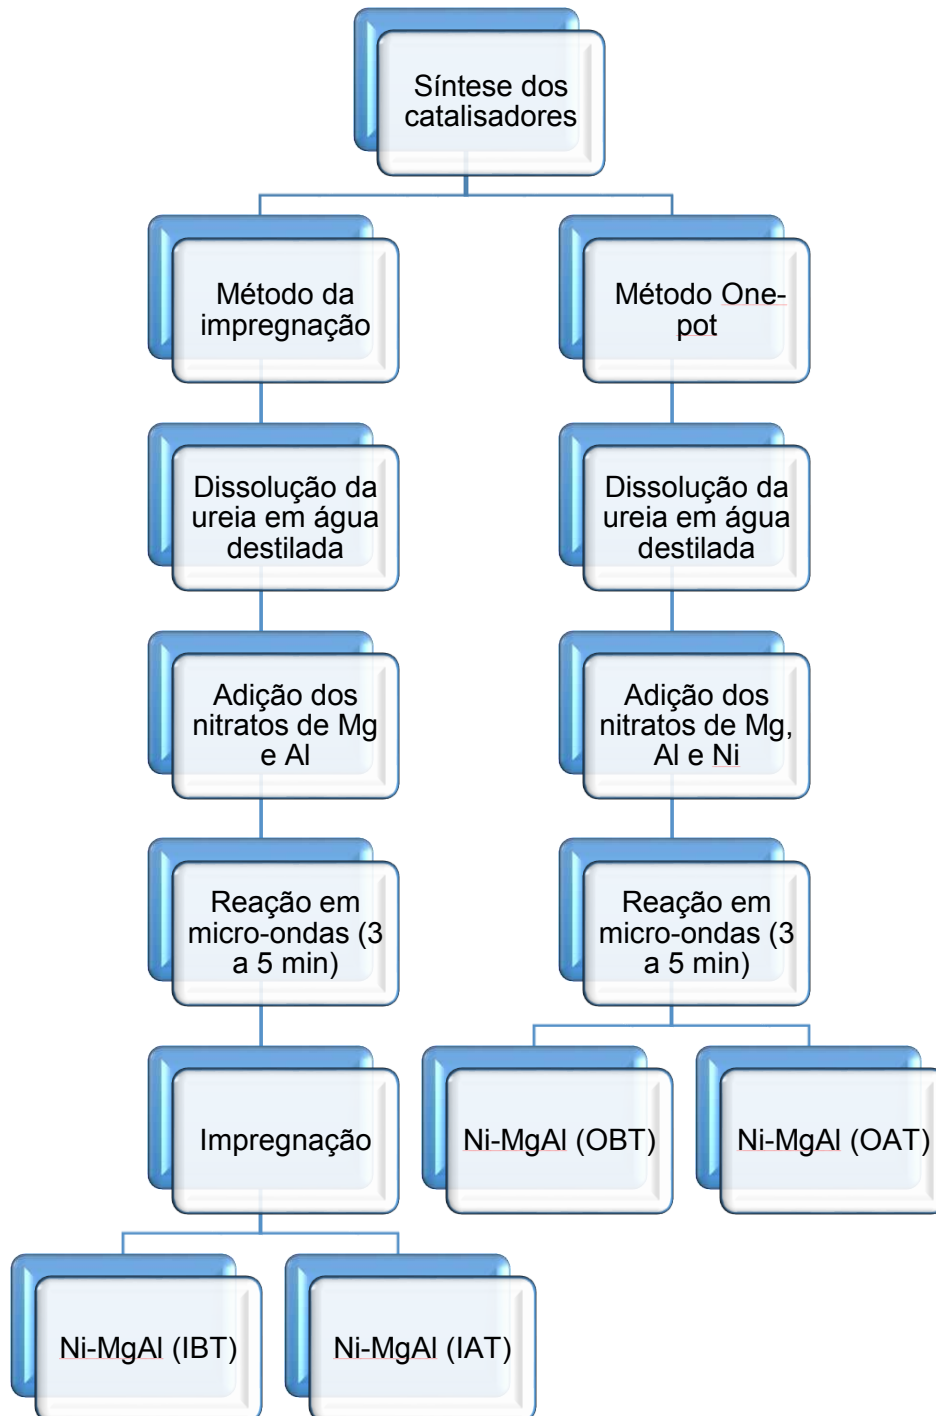 Síntese dos
catalisadores
Método da
impregnação
Método One-
pot
Dissolução da
ureia em água
destilada
Dissolução da
ureia em água
destilada
Adição dos
nitratos de Mg
e Al
Adição dos
nitratos de Mg,
Al e Ni
Reação em
micro-ondas (3
a 5 min)
Reação em
micro-ondas (3
a 5 min)
Impregnação
Ni-MgAl (OBT)
Ni-MgAl (OAT)
Ni-MgAl (IBT)
Ni-MgAl (IAT)